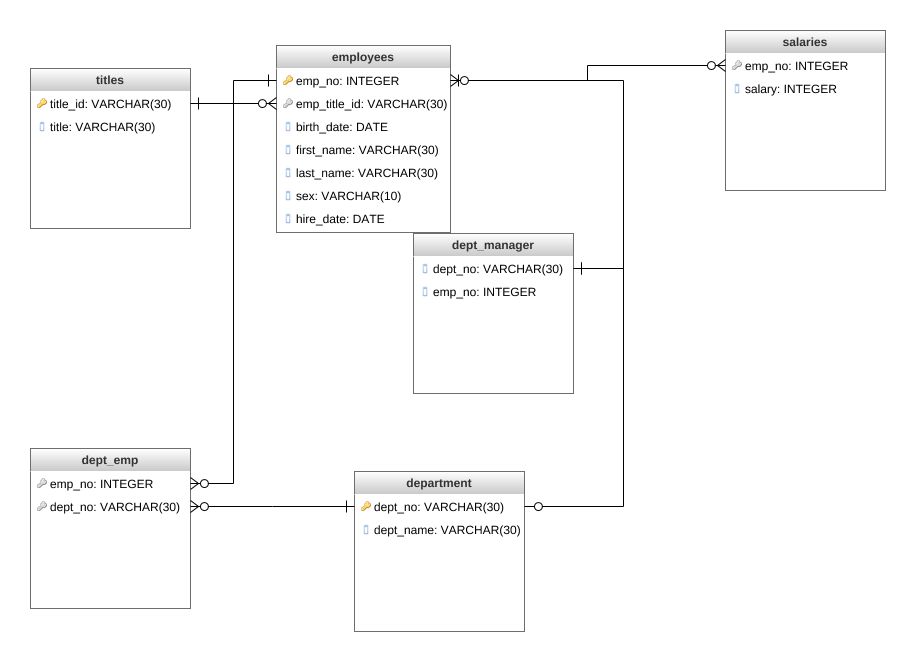 titles
title_id: VARCHAR(30)
title: VARCHAR(30)
employees
emp_no: INTEGER
emp_title_id: VARCHAR(30)
birth_date: DATE
first_name: VARCHAR(30)
last_name: VARCHAR(30)
sex: VARCHAR(10)
hire_date: DATE
salaries
emp_no: INTEGER
salary: INTEGER
dept_manager
dept_no: VARCHAR(30)
emp_no: INTEGER
dept_emp
emp_no: INTEGER
dept_no: VARCHAR(30)
department
dept_no: VARCHAR(30)
dept_name: VARCHAR(30)